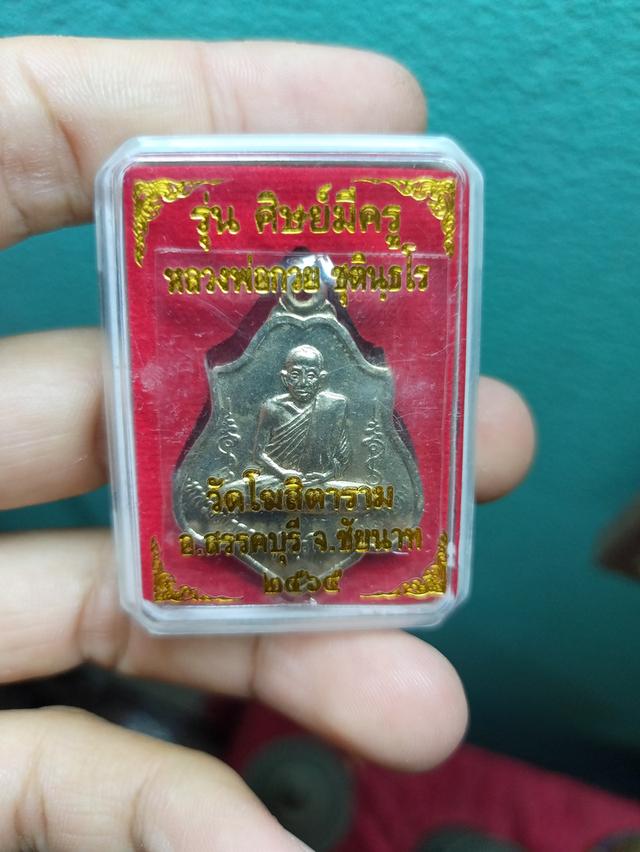 รุ่น ศิษย์มีครู
หลวงพ่อกวย ชุตินฺธโร
วัดโฆสิตาราม
อ.สรรคบุรี จ.ชัยนาท
๒๕๖๕